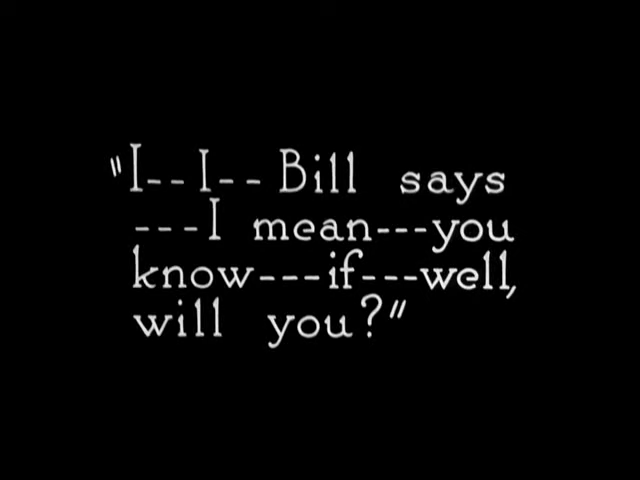 "I-- I-- Bill says
---I mean---you
know---if---well,
will you?"